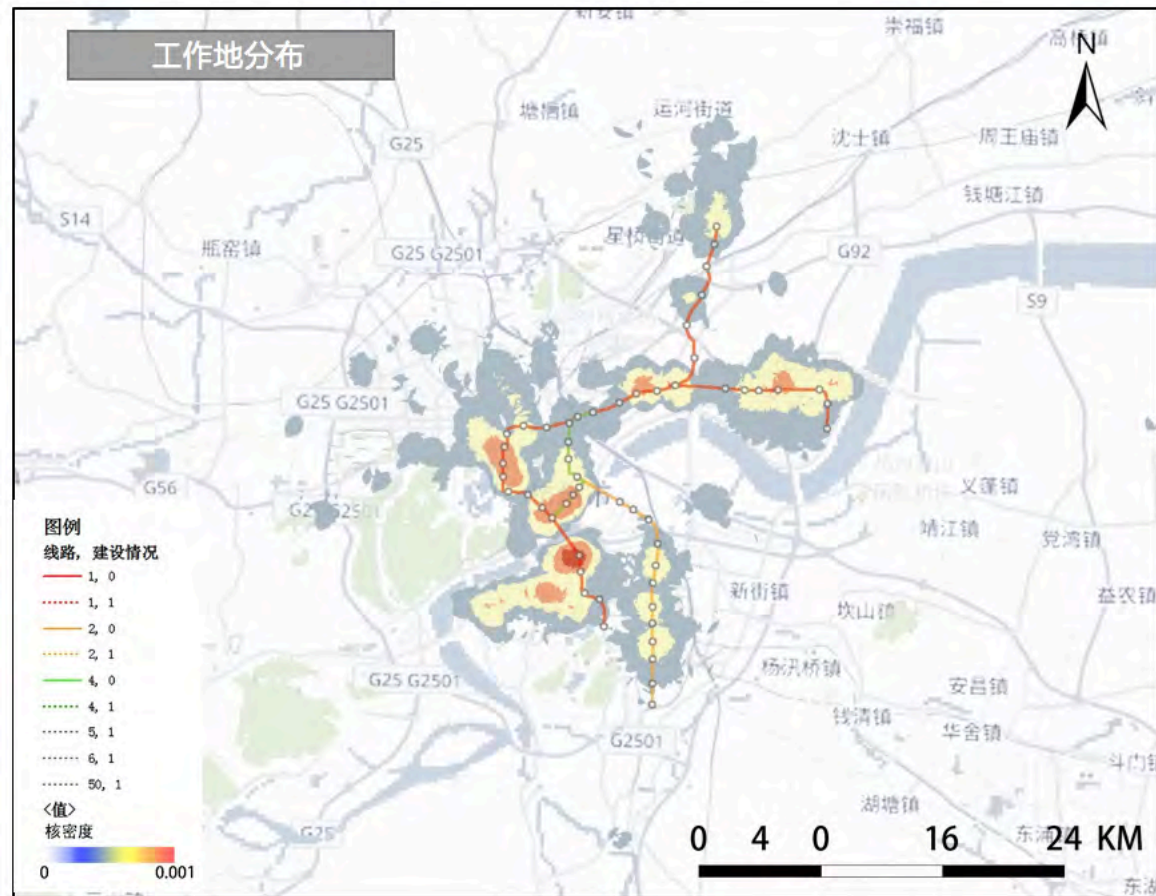 工作地分布
N
崇福镇
高桥镇
塘栖镇
运河街道
G25
沈士镇
周王庙镇
钱塘江镇
S14
瓶窑镇
G25 G2501
星桥街道
G92
S9
G25 G2501
G56
义蓬镇
靖江镇
党湾镇
图例
线路, 建设情况
1, 0
1, 1
2, 0
2, 1
4, 0
4, 1
5, 1
6, 1
50, 1
<值>
核密度
0
0.001
新街镇
坎山镇
益农镇
杨汛桥镇
G25 G2501
安昌镇
钱清镇
华舍镇
G2501
斗门镇
湖塘镇
G25
0 4 0 16 24 KM